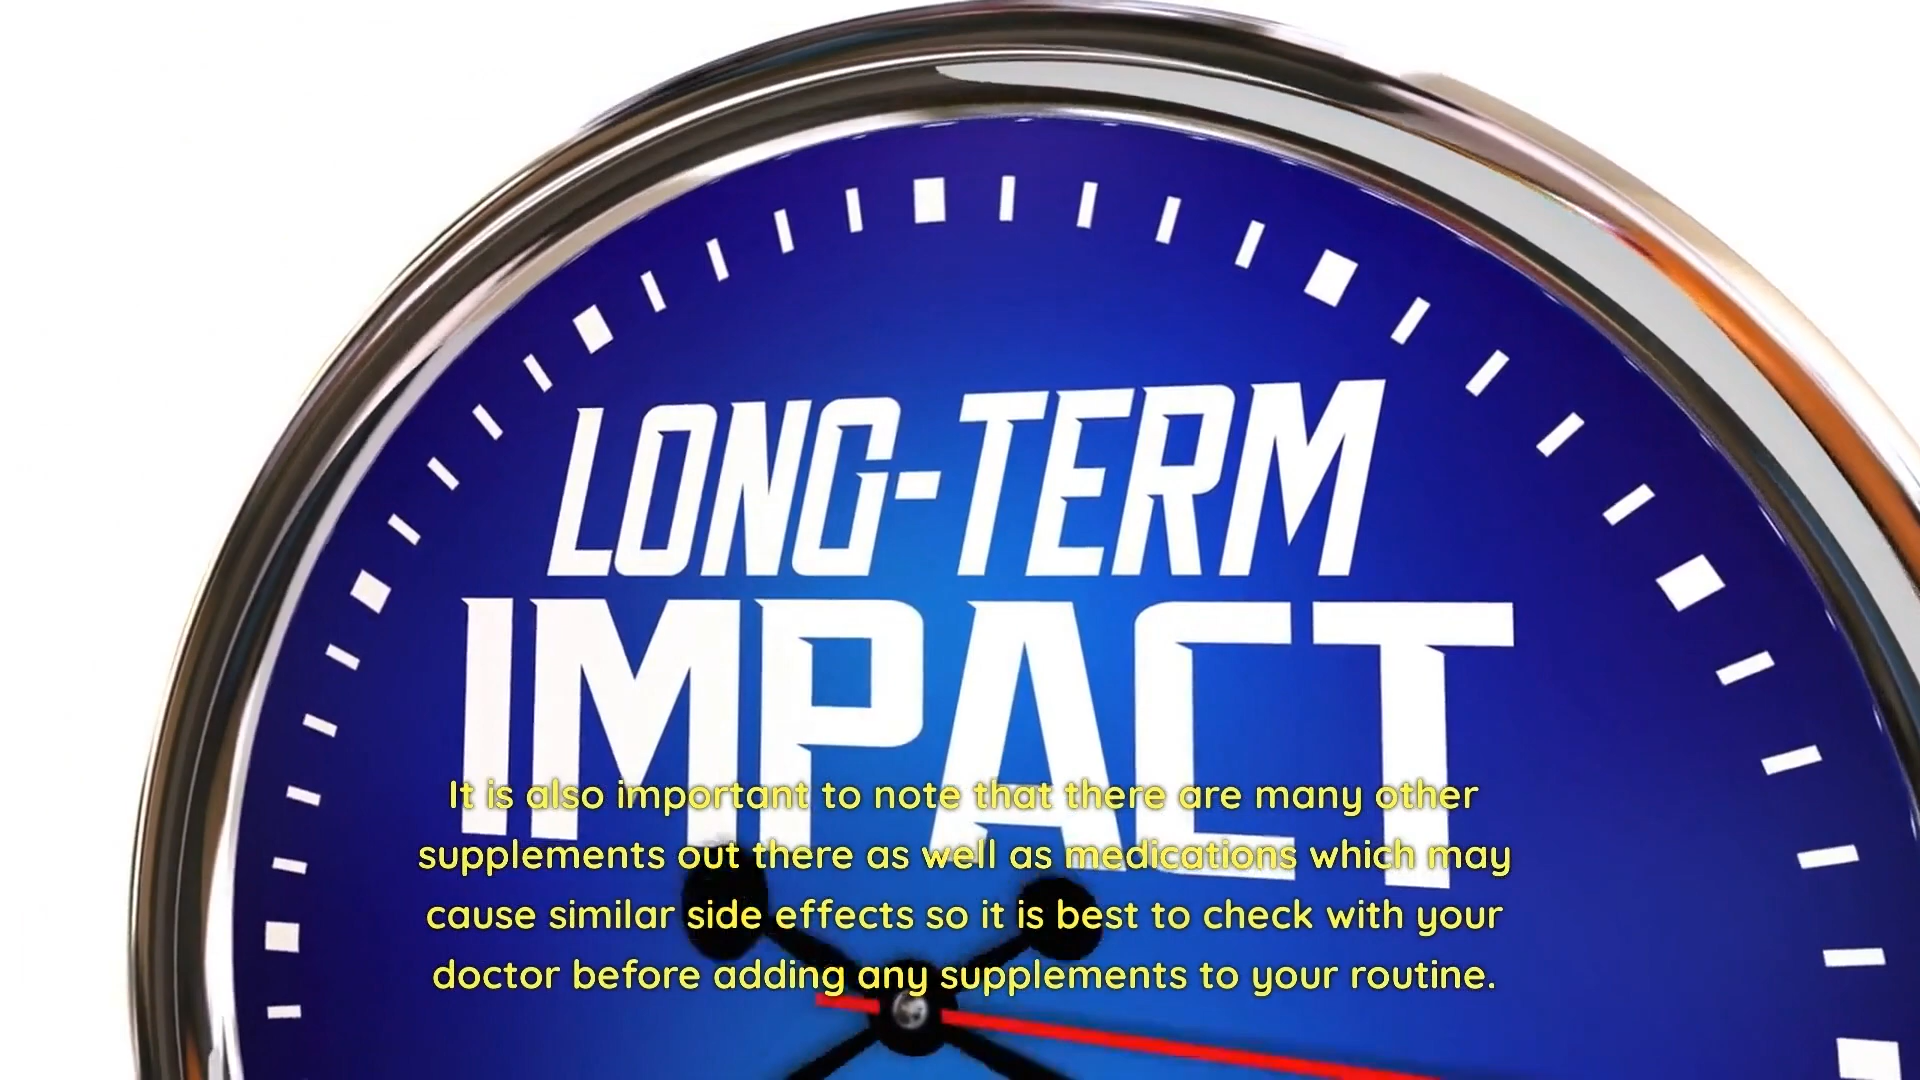 LONG-TERM
IMPACT
It is also important to note that there are many other
supplements out there as well as medications which may
cause similar side effects so it is best to check with your
doctor before adding any supplements to your routine.